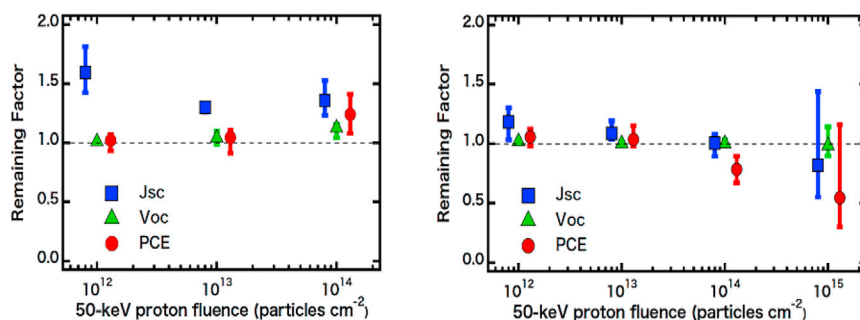 2.0
1.5
1.0
0.5
0.0
Remaining Factor
Jsc
Voc
PCE
10¹²
10¹³
10¹⁴
50-keV proton fluence (particles cm⁻²)
2.0
1.5
1.0
0.5
0.0
Remaining Factor
Jsc
Voc
PCE
10¹²
10¹³
10¹⁴
10¹⁵
50-keV proton fluence (particles cm⁻²)